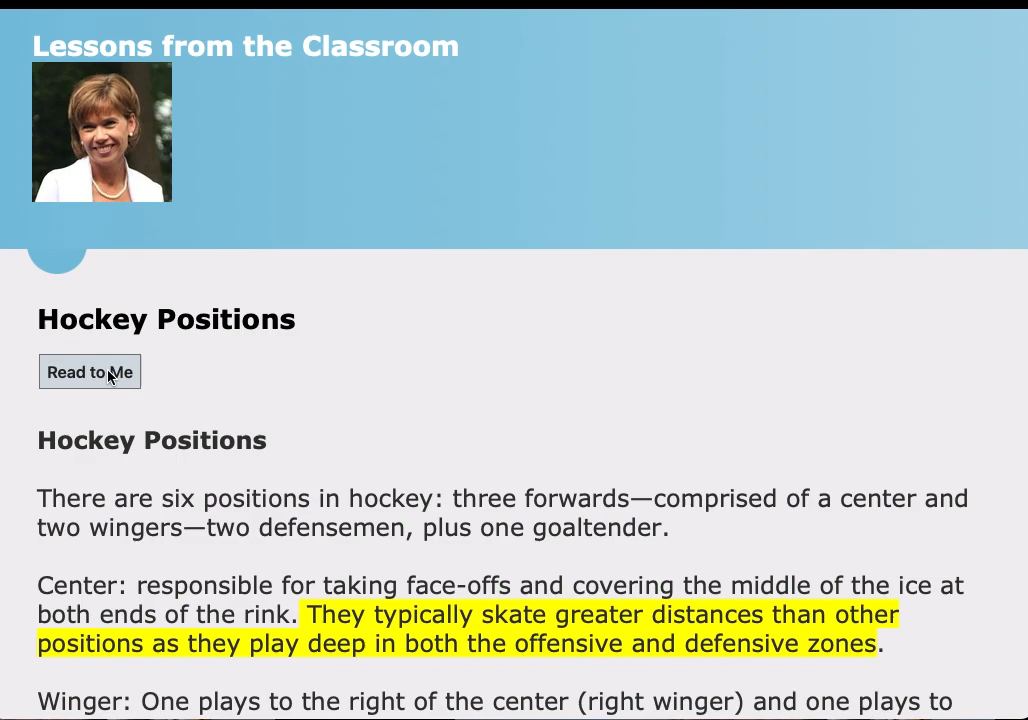 Lessons from the Classroom
Hockey Positions
Read to Me
Hockey Positions
There are six positions in hockey: three forwards—comprised of a center and
two wingers—two defensemen, plus one goaltender.
Center: responsible for taking face-offs and covering the middle of the ice at
both ends of the rink. They typically skate greater distances than other
positions as they play deep in both the offensive and defensive zones.
Winger: One plays to the right of the center (right winger) and one plays to